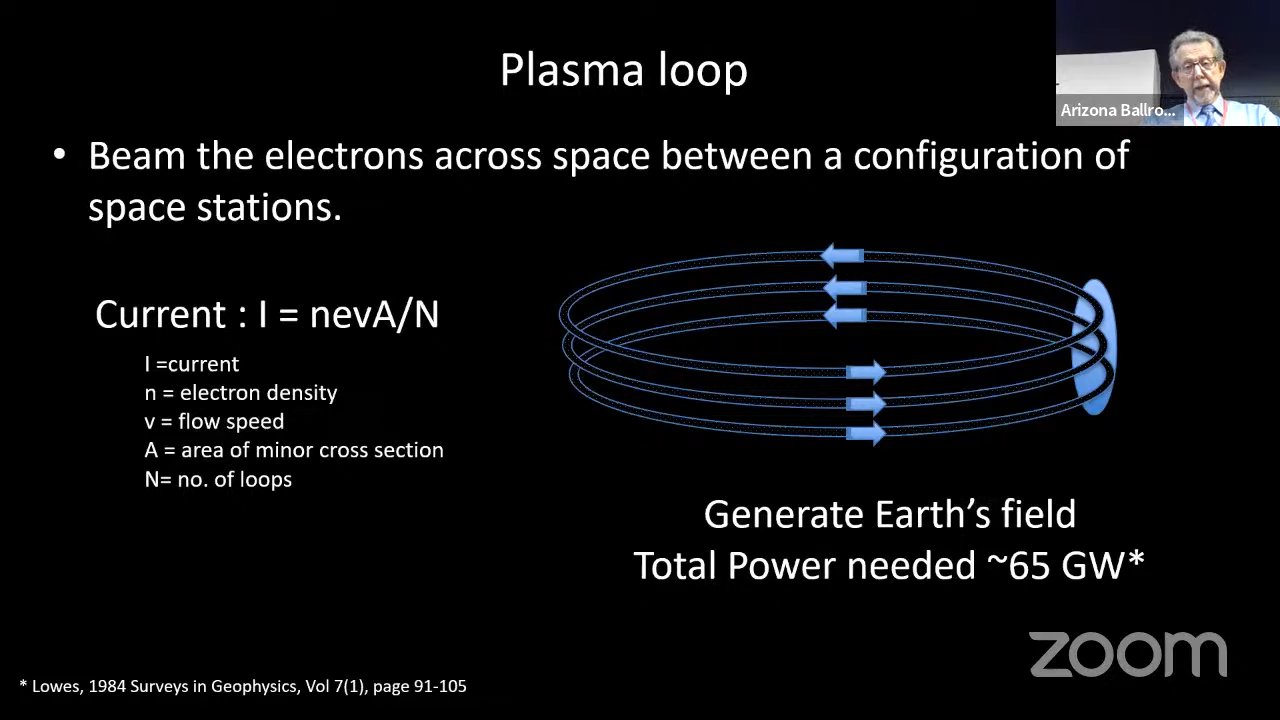 Plasma loop
Arizona Ballro...
• Beam the electrons across space between a configuration of
space stations.
Current : I = nevA/N
I =current
n = electron density
v = flow speed
A = area of minor cross section
N= no. of loops
Generate Earth’s field
Total Power needed ~65 GW*
zoom
* Lowes, 1984 Surveys in Geophysics, Vol 7(1), page 91-105